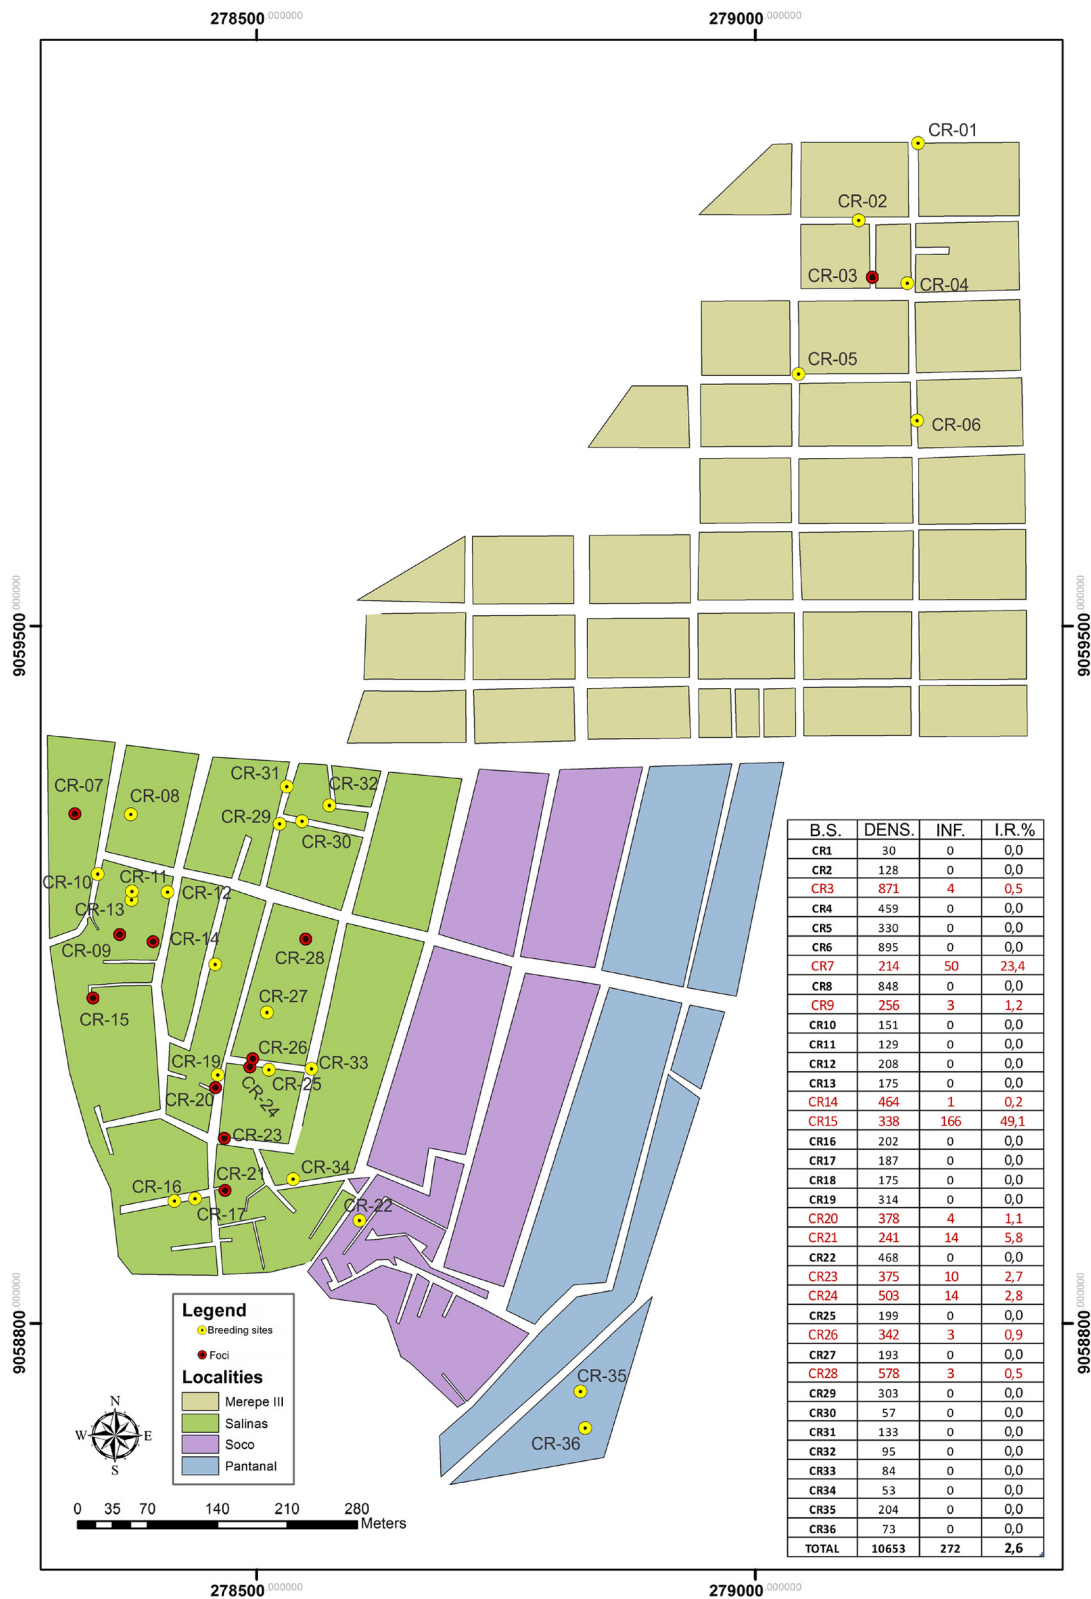 278500.000000 279000.000000
CR-01
CR-02
CR-03
CR-04
CR-05
CR-06
9059500.000000 9059500.000000
CR-31
CR-32
CR-07
CR-08
CR-29
CR-30
CR-10
CR-11
CR-12
CR-13
CR-09
CR-14
CR-28
CR-15
CR-27
CR-26
CR-33
CR-19
CR-25
CR-20
CR-24
CR-23
CR-34
CR-21
CR-16
CR-17
CR-22
CR-35
CR-36
9058800.000000 9058800.000000
Legend
Breeding sites
Foci
Localities
Merepe III
Salinas
Soco
Pantanal
N
W E
S
0 35 70 140 210 280
Meters
B.S. DENS. INF. I.R.%
CR1 30 0 0,0
CR2 128 0 0,0
CR3 871 4 0,5
CR4 459 0 0,0
CR5 330 0 0,0
CR6 895 0 0,0
CR7 214 50 23,4
CR8 848 0 0,0
CR9 256 3 1,2
CR10 151 0 0,0
CR11 129 0 0,0
CR12 208 0 0,0
CR13 175 0 0,0
CR14 464 1 0,2
CR15 338 166 49,1
CR16 202 0 0,0
CR17 187 0 0,0
CR18 175 0 0,0
CR19 314 0 0,0
CR20 378 4 1,1
CR21 241 14 5,8
CR22 468 0 0,0
CR23 375 10 2,7
CR24 503 14 2,8
CR25 199 0 0,0
CR26 342 3 0,9
CR27 193 0 0,0
CR28 578 3 0,5
CR29 303 0 0,0
CR30 57 0 0,0
CR31 133 0 0,0
CR32 95 0 0,0
CR33 84 0 0,0
CR34 53 0 0,0
CR35 204 0 0,0
CR36 73 0 0,0
TOTAL 10653 272 2,6
278500.000000 279000.000000